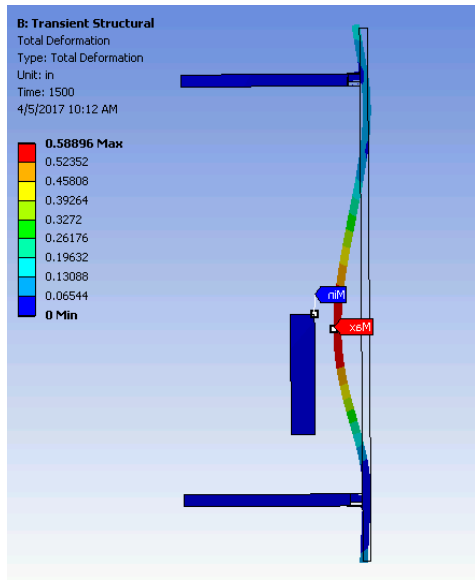 B: Transient Structural
Total Deformation
Type: Total Deformation
Unit: in
Time: 1500
4/5/2017 10:12 AM
0.58896 Max
0.52352
0.45808
0.39264
0.3272
0.26176
0.19632
0.13088
0.06544
0 Min
Min
Max